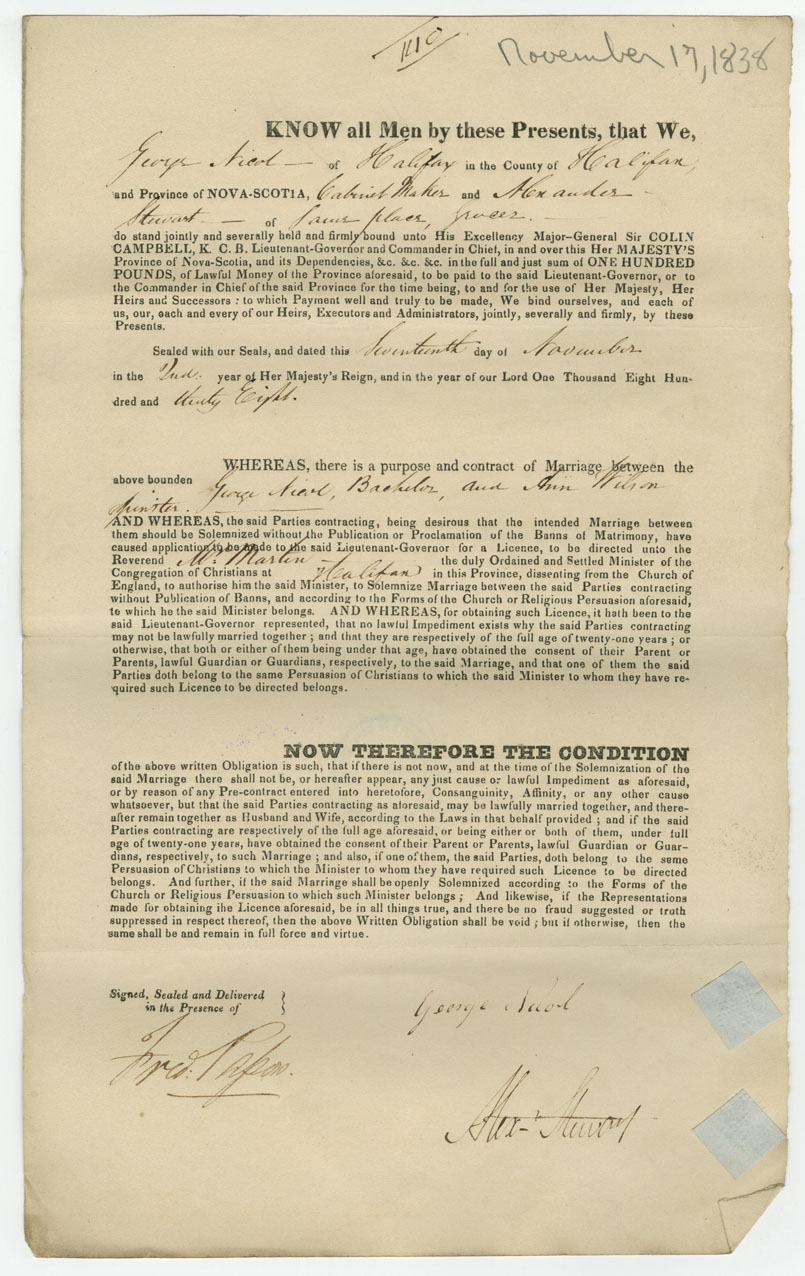 1110
November 17, 1838
KNOW all Men by these Presents, that We,
George Nicol — of Halifax in the County of Halifax,
and Province of NOVA-SCOTIA, Cabinet Maker and Alexander
Stewart — of same place, grocer. —
do stand jointly and severally held and firmly bound unto His Excellency Major-General Sir COLIN
CAMPBELL, K. C. B. Lieutenant-Governor and Commander in Chief, in and over this Her MAJESTY'S
Province of Nova-Scotia, and its Dependencies, &c. &c. &c. in the full and just sum of ONE HUNDRED
POUNDS, of Lawful Money of the Province aforesaid, to be paid to the said Lieutenant-Governor, or to
the Commander in Chief of the said Province for the time being, to and for the use of Her Majesty, Her
Heirs and Successors : to which Payment well and truly to be made, We bind ourselves, and each of
us, our, each and every of our Heirs, Executors and Administrators, jointly, severally and firmly, by these
Presents.
Sealed with our Seals, and dated this Seventeenth day of November
in the 2nd. year of Her Majesty's Reign, and in the year of our Lord One Thousand Eight Hun-
dred and thirty Eight.
WHEREAS, there is a purpose and contract of Marriage between the
above bounden George Nicol, Bachelor, and Ann Wilson
Spinster.
AND WHEREAS, the said Parties contracting, being desirous that the intended Marriage between
them should be Solemnized without the Publication or Proclamation of the Banns of Matrimony, have
caused application to be made to the said Lieutenant-Governor for a Licence, to be directed unto the
Reverend Mr. Martin — the duly Ordained and Settled Minister of the
Congregation of Christians at Halifax in this Province, dissenting from the Church of
England, to authorise him the said Minister, to Solemnize Marriage between the said Parties contracting
without Publication of Banns, and according to the Forms of the Church or Religious Persuasion aforesaid,
to which he the said Minister belongs. AND WHEREAS, for obtaining such Licence, it hath been to the
said Lieutenant-Governor represented, that no lawful Impediment exists why the said Parties contracting
may not be lawfully married together ; and that they are respectively of the full age of twenty-one years ; or
otherwise, that both or either of them being under that age, have obtained the consent of their Parent or
Parents, lawful Guardian or Guardians, respectively, to the said Marriage, and that one of them the said
Parties doth belong to the same Persuasion of Christians to which the said Minister to whom they have re-
quired such Licence to be directed belongs.
NOW THEREFORE THE CONDITION
of the above written Obligation is such, that if there is not now, and at the time of the Solemnization of the
said Marriage there shall not be, or hereafter appear, any just cause or lawful Impediment as aforesaid,
or by reason of any Pre-contract entered into heretofore, Consanguinity, Affinity, or any other cause
whatsoever, but that the said Parties contracting as aforesaid, may be lawfully married together, and there-
after remain together as Husband and Wife, according to the Laws in that behalf provided ; and if the said
Parties contracting are respectively of the full age aforesaid, or being either or both of them, under full
age of twenty-one years, have obtained the consent of their Parent or Parents, lawful Guardian or Guar-
dians, respectively, to such Marriage ; and also, if one of them, the said Parties, doth belong to the same
Persuasion of Christians to which the Minister to whom they have required such Licence to be directed
belongs. And further, if the said Marriage shall be openly Solemnized according to the Forms of the
Church or Religious Persuasion to which such Minister belongs ; And likewise, if the Representations
made for obtaining the Licence aforesaid, be in all things true, and there be no fraud suggested or truth
suppressed in respect thereof, then the above Written Obligation shall be void ; but if otherwise, then the
same shall be and remain in full force and virtue.
Signed, Sealed and Delivered
in the Presence of
George Nicol
Fred.
Alexr. Stewart